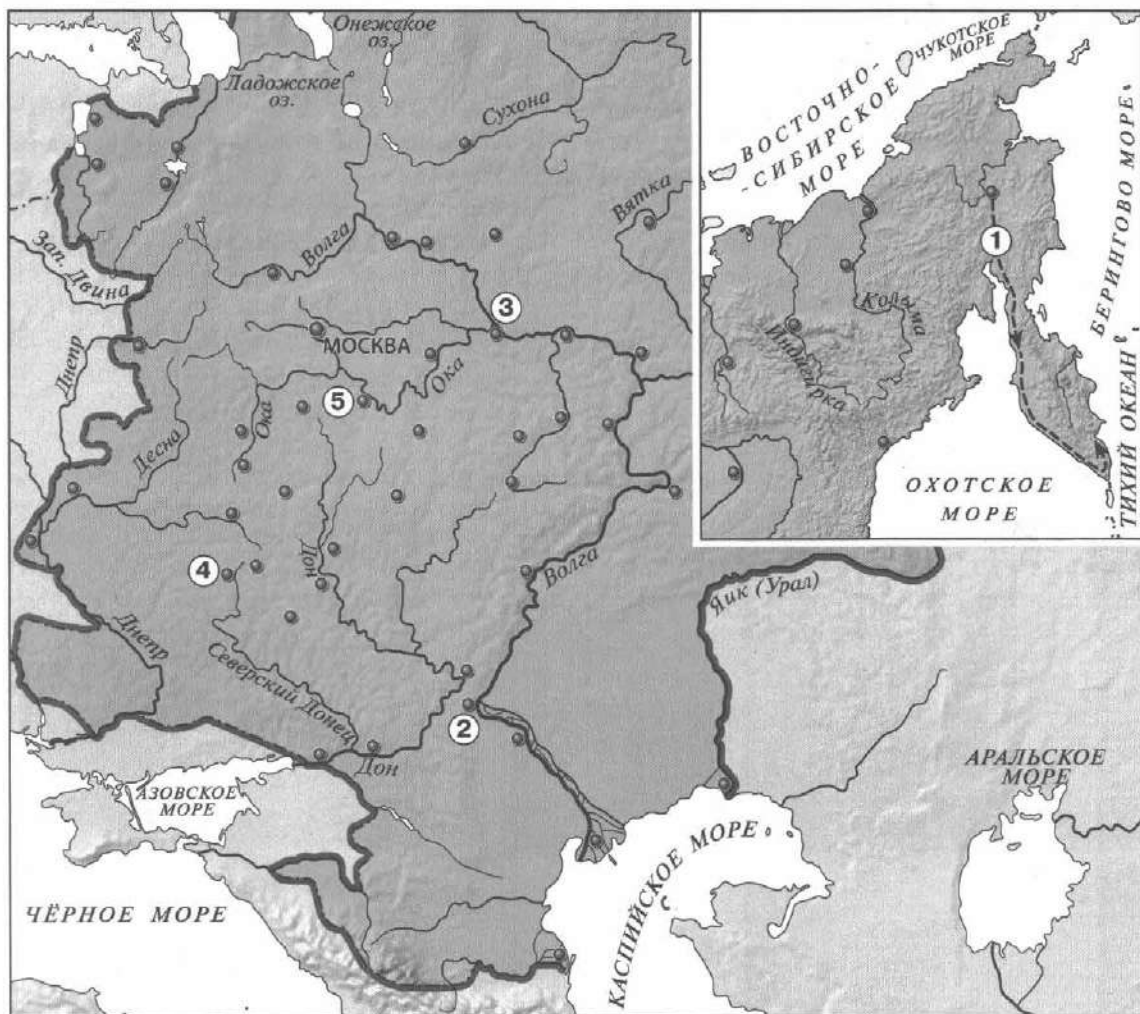 Онежское
оз.
Ладожское
оз.
Сухона
Вятка
Волга
Зап. Двина
3
МОСКВА
Днепр
Ока
5
Ока
Десна
4
Дон
Волга
Яик (Урал)
Днепр
Северский Донец
2
Дон
АЗОВСКОЕ
МОРЕ
ЧЁРНОЕ МОРЕ
КАСПИЙСКОЕ МОРЕ
АРАЛЬСКОЕ
МОРЕ
ЧУКОТСКОЕ
МОРЕ
ВОСТОЧНО-
-СИБИРСКОЕ
МОРЕ
1
БЕРИНГОВО МОРЕ
Колыма
Индигирка
ОХОТСКОЕ
МОРЕ
ТИХИЙ ОКЕАН